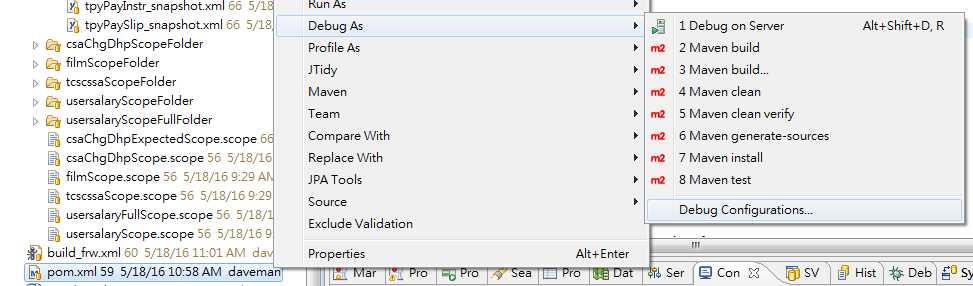 tpyPayInstr_snapshot.xml 66 5/18/16
tpyPaySlip_snapshot.xml 66 5/18/1
csaChgDhpScopeFolder
filmScopeFolder
tcscssaScopeFolder
usersalaryScopeFolder
usersalaryScopeFullFolder
csaChgDhpExpectedScope.scope 66
csaChgDhpScope.scope 56 5/18/16
filmScope.scope 56 5/18/16 9:29 AM
tcscssaScope.scope 56 5/18/16 9:29
usersalaryFullScope.scope 56 5/18/1
usersalaryScope.scope 56 5/18/16 9
build_frw.xml 60 5/18/16 11:01 AM davem
pom.xml 59 5/18/16 10:58 AM daveman
Run As
Debug As
Profile As
JTidy
Maven
Team
Compare With
Replace With
JPA Tools
Source
Exclude Validation
Properties Alt+Enter
1 Debug on Server Alt+Shift+D, R
m2 2 Maven build
m2 3 Maven build...
m2 4 Maven clean
m2 5 Maven clean verify
m2 6 Maven generate-sources
m2 7 Maven install
m2 8 Maven test
Debug Configurations...
Mar Pro Pro Sea Pro Dat Ser Con SV Hist Deb Sy